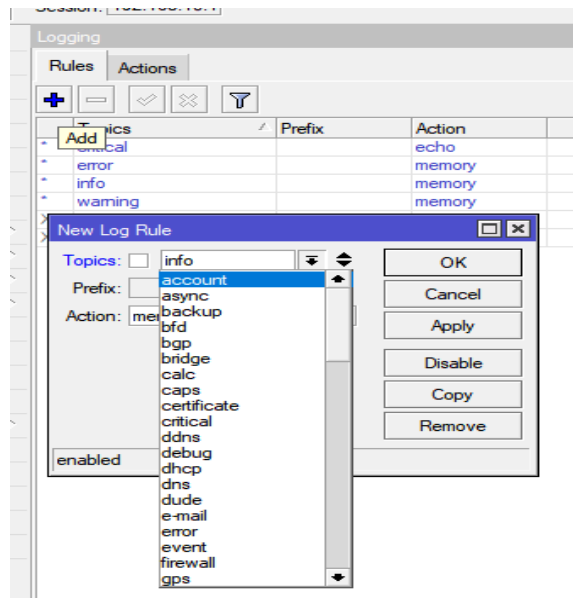 Logging
Rules Actions
Add
Topics Prefix Action
critical echo
error memory
info memory
warning memory
New Log Rule
Topics: info
Prefix:
Action:
OK
Cancel
Apply
Disable
Copy
Remove
account
async
backup
bfd
bgp
bridge
calc
caps
certificate
critical
ddns
debug
dhcp
dns
dude
e-mail
error
event
firewall
gps
enabled